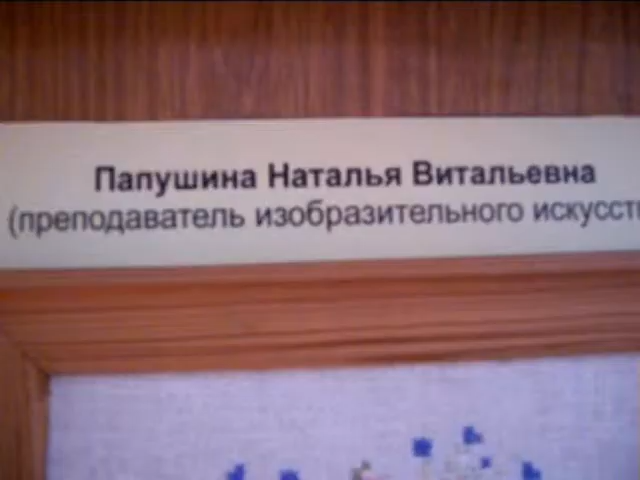 Папушина Наталья Витальевна
(преподаватель изобразительного искусст